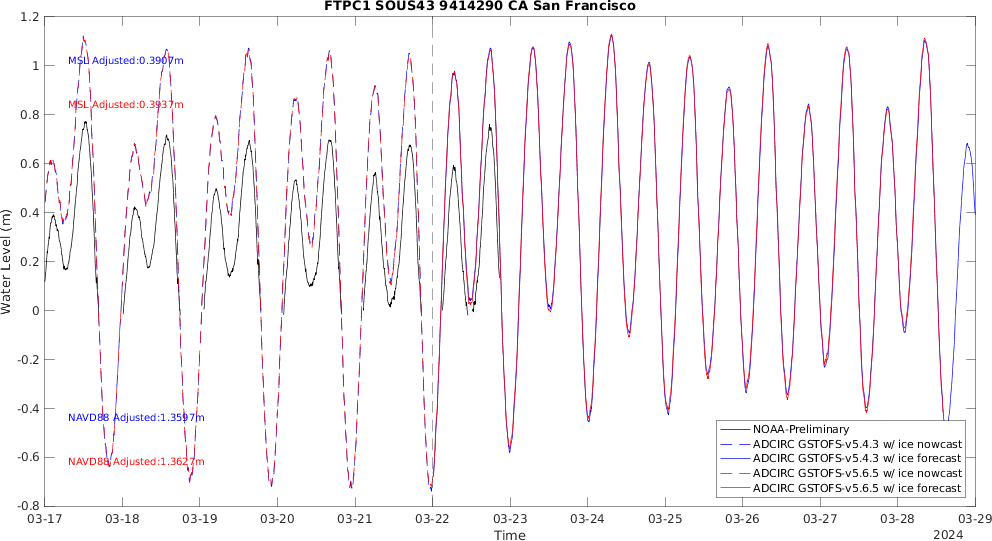 FTPC1 SOUS43 9414290 CA San Francisco
1.2
1
0.8
0.6
0.4
0.2
0
-0.2
-0.4
-0.6
-0.8
Water Level (m)
MSL Adjusted:0.3907m
MSL Adjusted:0.3937m
NAVD88 Adjusted:1.3597m
NAVD88 Adjusted:1.3627m
NOAA-Preliminary
ADCIRC GSTOFS-v5.4.3 w/ ice nowcast
ADCIRC GSTOFS-v5.4.3 w/ ice forecast
ADCIRC GSTOFS-v5.6.5 w/ ice nowcast
ADCIRC GSTOFS-v5.6.5 w/ ice forecast
03-17 03-18 03-19 03-20 03-21 03-22 03-23 03-24 03-25 03-26 03-27 03-28 03-29
Time
2024